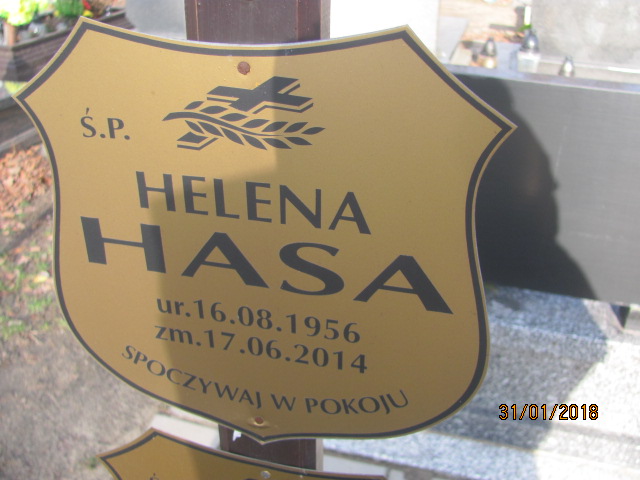 Ś.P.
HELENA
HASA
ur.16.08.1956
zm.17.06.2014
SPOCZYWAJ W POKOJU
31/01/2018